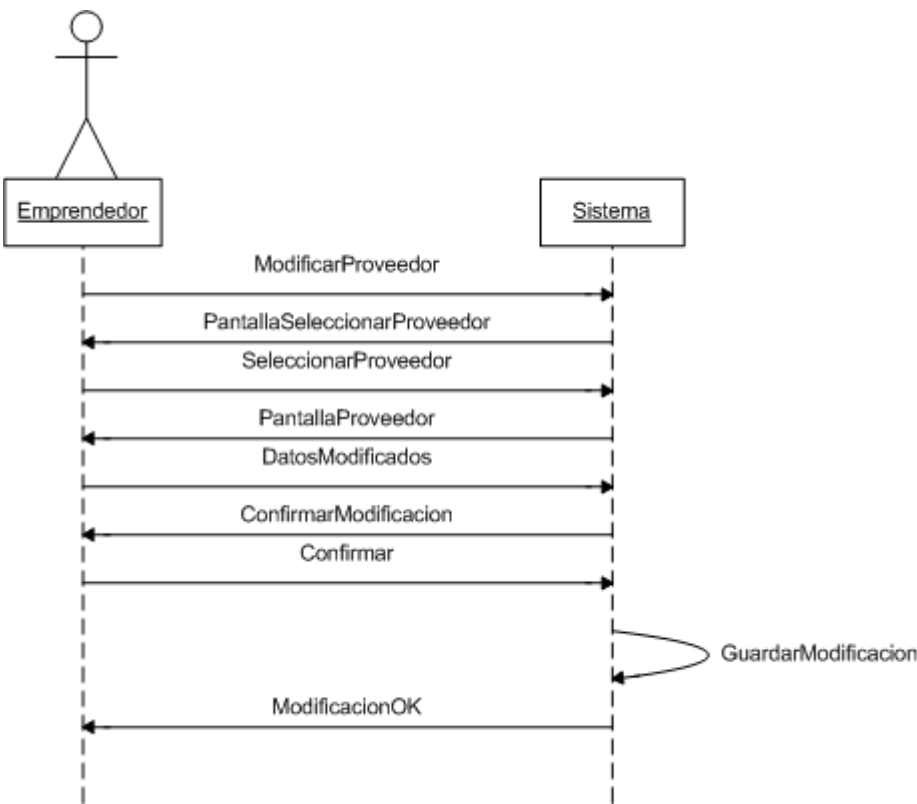 Emprendedor
Sistema
ModificarProveedor
PantallaSeleccionarProveedor
SeleccionarProveedor
PantallaProveedor
DatosModificados
ConfirmarModificacion
Confirmar
GuardarModificacion
ModificacionOK